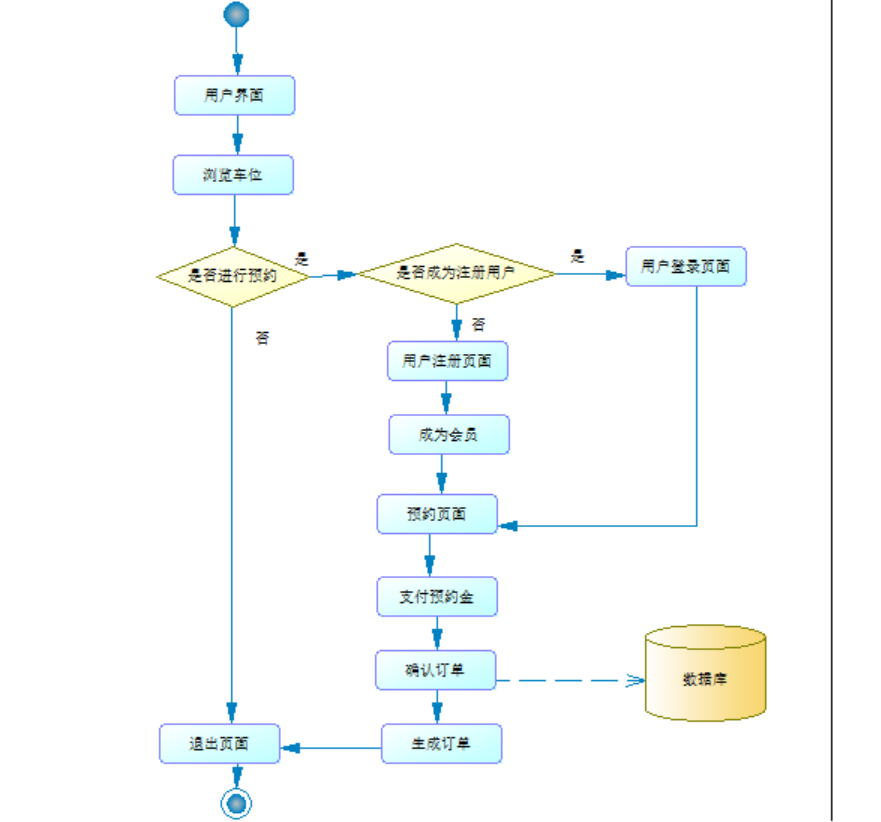 用户界面
浏览车位
是否进行预约
是
是否成为注册用户
是
用户登录页面
否
否
用户注册页面
成为会员
预约页面
支付预约金
确认订单
数据库
退出页面
生成订单